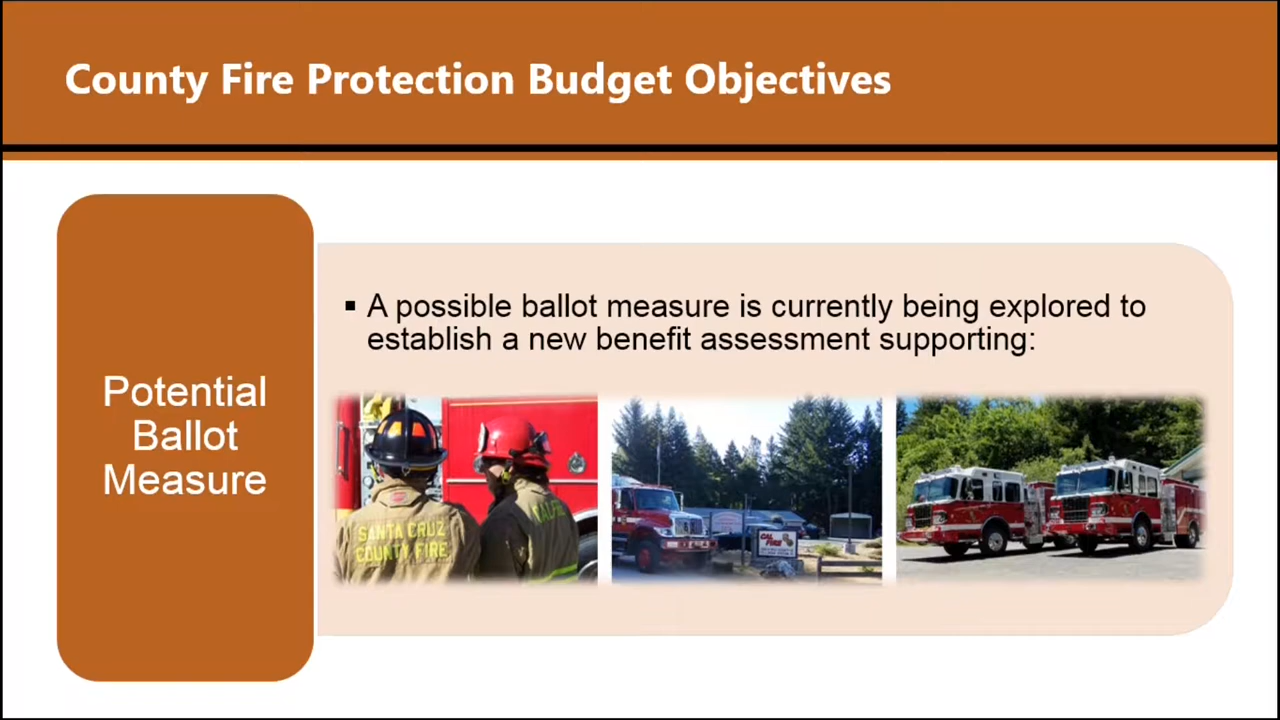 County Fire Protection Budget Objectives
Potential
Ballot
Measure
▪ A possible ballot measure is currently being explored to
establish a new benefit assessment supporting:
SANTA CRUZ
COUNTY FIRE
CAL FIRE